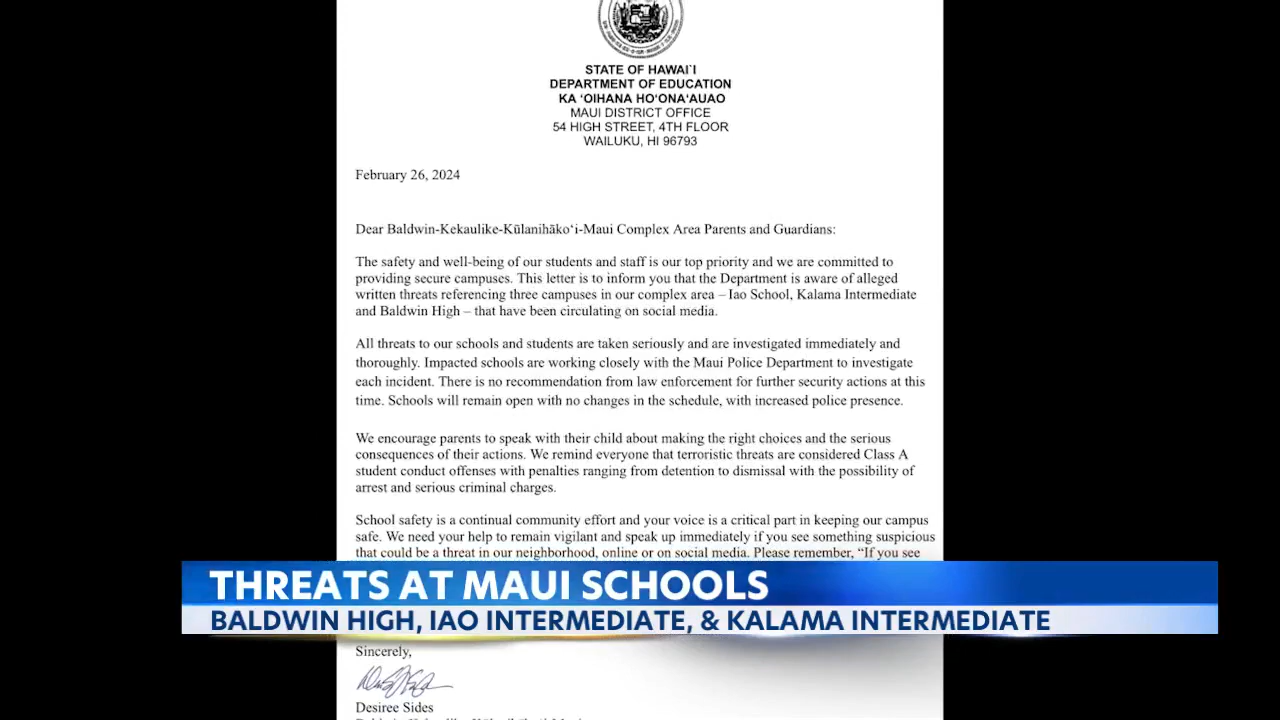 STATE OF HAWAI`I
DEPARTMENT OF EDUCATION
KA ‘OIHANA HO‘ONA‘AUAO
MAUI DISTRICT OFFICE
54 HIGH STREET, 4TH FLOOR
WAILUKU, HI 96793
February 26, 2024
Dear Baldwin-Kekaulike-Kūlanihāko‘i-Maui Complex Area Parents and Guardians:
The safety and well-being of our students and staff is our top priority and we are committed to
providing secure campuses. This letter is to inform you that the Department is aware of alleged
written threats referencing three campuses in our complex area – Iao School, Kalama Intermediate
and Baldwin High – that have been circulating on social media.
All threats to our schools and students are taken seriously and are investigated immediately and
thoroughly. Impacted schools are working closely with the Maui Police Department to investigate
each incident. There is no recommendation from law enforcement for further security actions at this
time. Schools will remain open with no changes in the schedule, with increased police presence.
We encourage parents to speak with their child about making the right choices and the serious
consequences of their actions. We remind everyone that terroristic threats are considered Class A
student conduct offenses with penalties ranging from detention to dismissal with the possibility of
arrest and serious criminal charges.
School safety is a continual community effort and your voice is a critical part in keeping our campus
safe. We need your help to remain vigilant and speak up immediately if you see something suspicious
that could be a threat in our neighborhood, online or on social media. Please remember, “If you see
THREATS AT MAUI SCHOOLS
BALDWIN HIGH, IAO INTERMEDIATE, & KALAMA INTERMEDIATE
Sincerely,
Desiree Sides